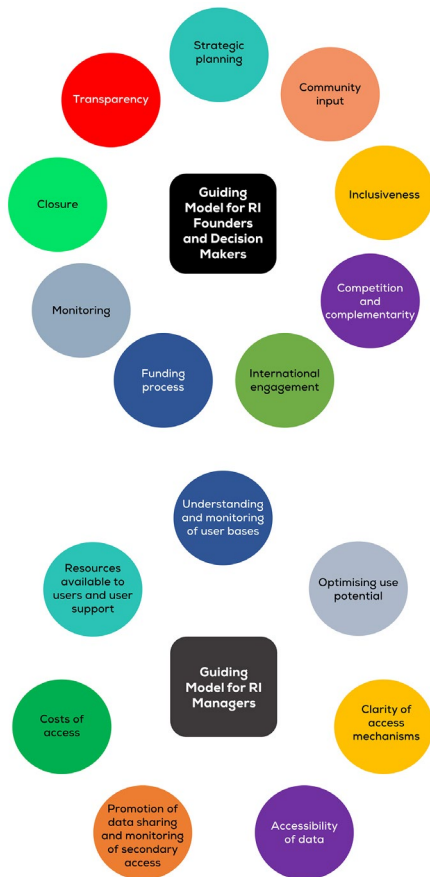 Strategic
planning
Community
input
Inclusiveness
Competition
and
complementarity
International
engagement
Funding
process
Monitoring
Closure
Transparency
Guiding
Model for RI
Founders
and Decision
Makers
Understanding
and monitoring
of user bases
Optimising use
potential
Clarity of
access
mechanisms
Accessibility
of data
Promotion of
data sharing
and monitoring
of secondary
access
Costs of
access
Resources
available to
users and user
support
Guiding
Model for RI
Managers